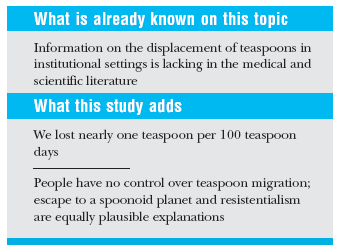 What is already known on this topic
Information on the displacement of teaspoons in
institutional settings is lacking in the medical and
scientific literature
What this study adds
We lost nearly one teaspoon per 100 teaspoon
days
People have no control over teaspoon migration;
escape to a spoonoid planet and resistentialism
are equally plausible explanations